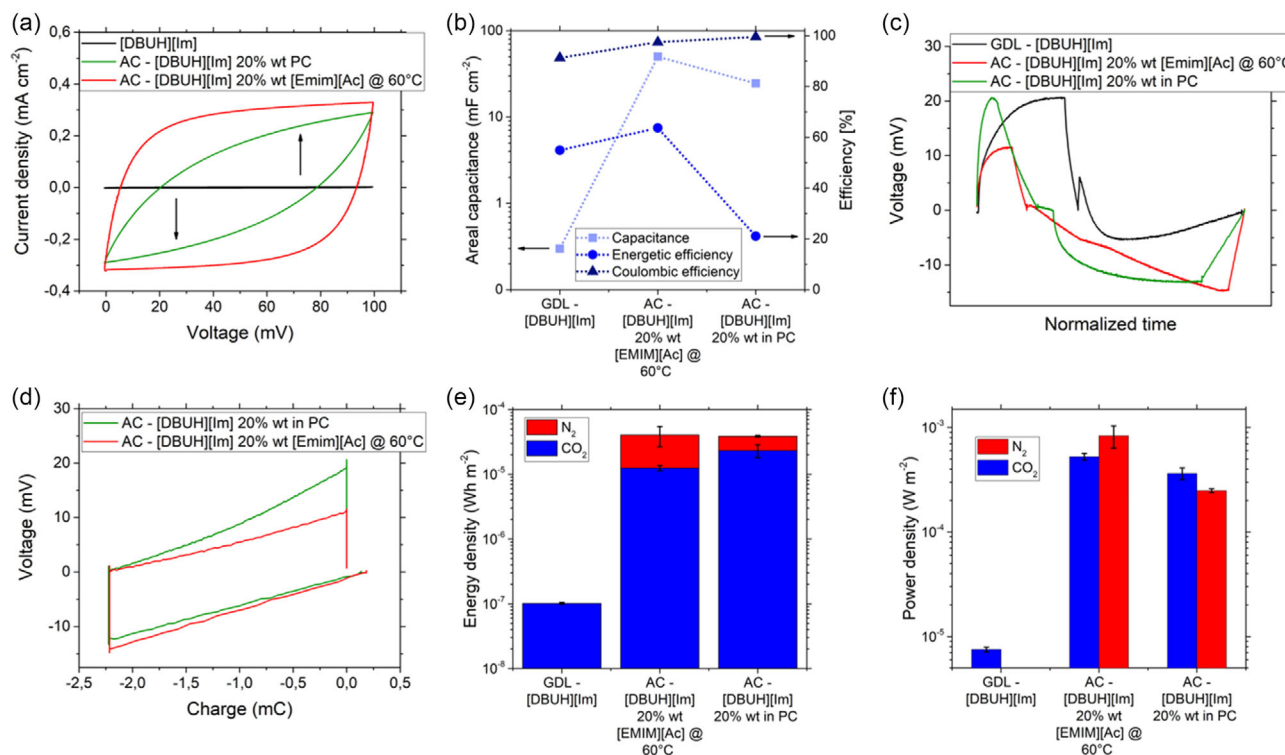 (a)
0,6
0,4
0,2
0,0
-0,2
-0,4
0
20
40
60
80
100
Current density (mA cm⁻²)
Voltage (mV)
[DBUH][Im]
AC - [DBUH][Im] 20% wt PC
AC - [DBUH][Im] 20% wt [Emim][Ac] @ 60°C
(b)
100
10
1
0
100
80
60
40
20
0
Areal capacitance (mF cm⁻²)
Efficiency [%]
Capacitance
Energetic efficiency
Coulombic efficiency
GDL -
[DBUH][Im]
AC -
[DBUH][Im]
20% wt
[EMIM][Ac] @
60°C
AC -
[DBUH][Im]
20% wt in PC
(c)
30
20
10
0
-10
Voltage (mV)
Normalized time
GDL - [DBUH][Im]
AC - [DBUH][Im] 20% wt [Emim][Ac] @ 60°C
AC - [DBUH][Im] 20% wt in PC
(d)
30
20
10
0
-10
-2,5
-2,0
-1,5
-1,0
-0,5
0,0
0,5
Voltage (mV)
Charge (mC)
AC - [DBUH][Im] 20% wt in PC
AC - [DBUH][Im] 20% wt [Emim][Ac] @ 60°C
(e)
10⁻⁴
10⁻⁵
10⁻⁶
10⁻⁷
10⁻⁸
Energy density (Wh m⁻²)
N₂
CO₂
GDL -
[DBUH][Im]
AC -
[DBUH][Im]
20% wt
[EMIM][Ac] @
60°C
AC -
[DBUH][Im]
20% wt in PC
(f)
10⁻³
10⁻⁴
10⁻⁵
Power density (W m⁻²)
N₂
CO₂
GDL -
[DBUH][Im]
AC -
[DBUH][Im]
20% wt
[EMIM][Ac] @
60°C
AC -
[DBUH][Im]
20% wt in PC